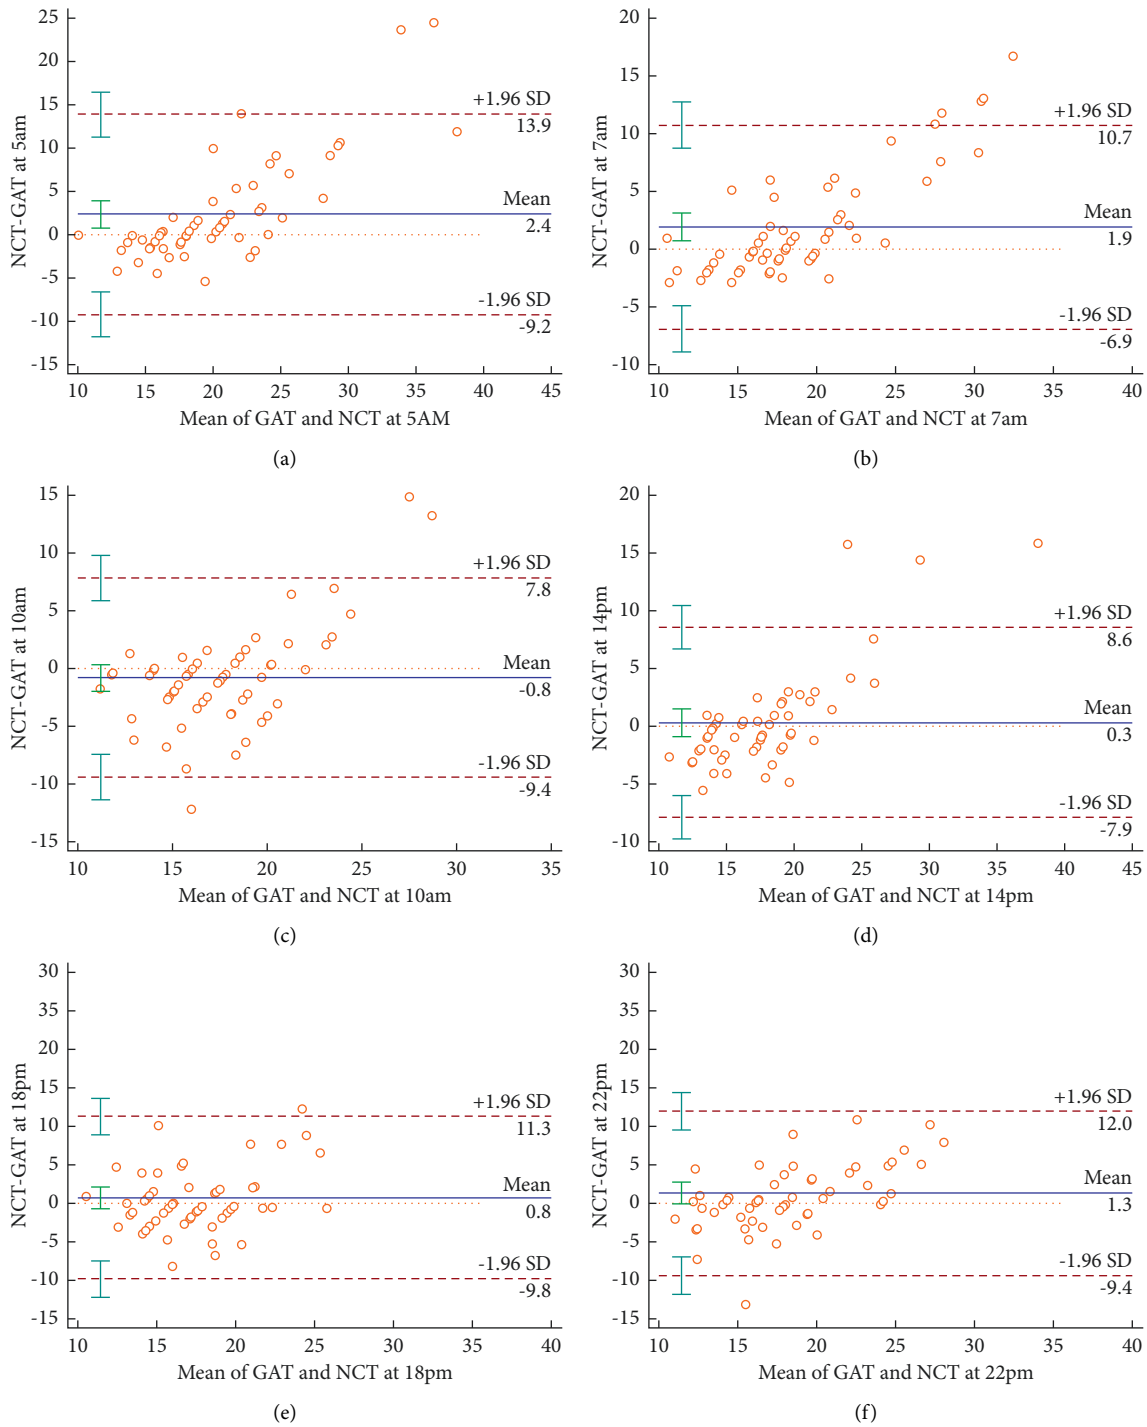 25
20
15
10
5
0
-5
-10
-15
NCT-GAT at 5am
+1.96 SD
13.9
Mean
2.4
-1.96 SD
-9.2
10 15 20 25 30 35 40 45
Mean of GAT and NCT at 5AM
(a)
20
15
10
5
0
-5
-10
NCT-GAT at 7am
+1.96 SD
10.7
Mean
1.9
-1.96 SD
-6.9
10 15 20 25 30 35 40
Mean of GAT and NCT at 7am
(b)
15
10
5
0
-5
-10
-15
NCT-GAT at 10am
+1.96 SD
7.8
Mean
-0.8
-1.96 SD
-9.4
10 15 20 25 30 35
Mean of GAT and NCT at 10am
(c)
20
15
10
5
0
-5
-10
NCT-GAT at 14pm
+1.96 SD
8.6
Mean
0.3
-1.96 SD
-7.9
10 15 20 25 30 35 40 45
Mean of GAT and NCT at 14pm
(d)
30
35
20
15
10
5
0
-5
-10
-15
NCT-GAT at 18pm
+1.96 SD
11.3
Mean
0.8
-1.96 SD
-9.8
10 15 20 25 30 35 40
Mean of GAT and NCT at 18pm
(e)
30
35
20
15
10
5
0
-5
-10
-15
NCT-GAT at 22pm
+1.96 SD
12.0
Mean
1.3
-1.96 SD
-9.4
10 15 20 25 30 35 40
Mean of GAT and NCT at 22pm
(f)